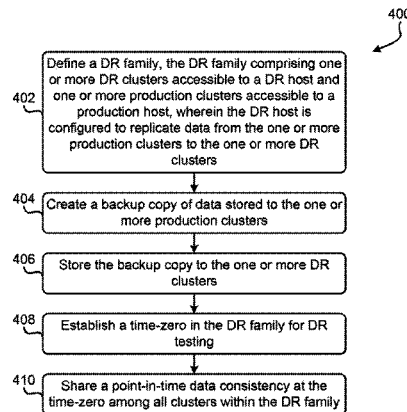 400
402
Define a DR family, the DR family comprising one
or more DR clusters accessible to a DR host and
one or more production clusters accessible to a
production host, wherein the DR host is
configured to replicate data from the one or more
production clusters to the one or more DR
clusters
404
Create a backup copy of data stored to the one or
more production clusters
406
Store the backup copy to the one or more DR
clusters
408
Establish a time-zero in the DR family for DR
testing
410
Share a point-in-time data consistency at the
time-zero among all clusters within the DR family